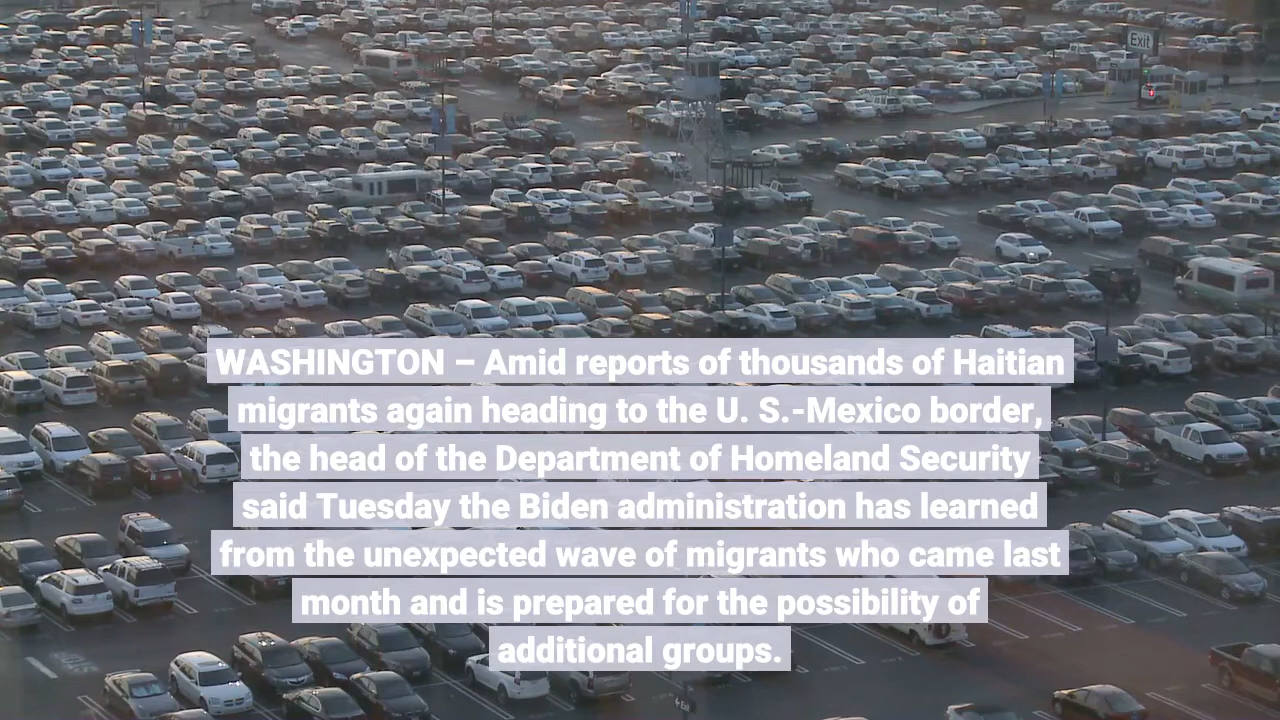 Exit
WASHINGTON – Amid reports of thousands of Haitian
migrants again heading to the U. S.-Mexico border,
the head of the Department of Homeland Security
said Tuesday the Biden administration has learned
from the unexpected wave of migrants who came last
month and is prepared for the possibility of
additional groups.
Exit